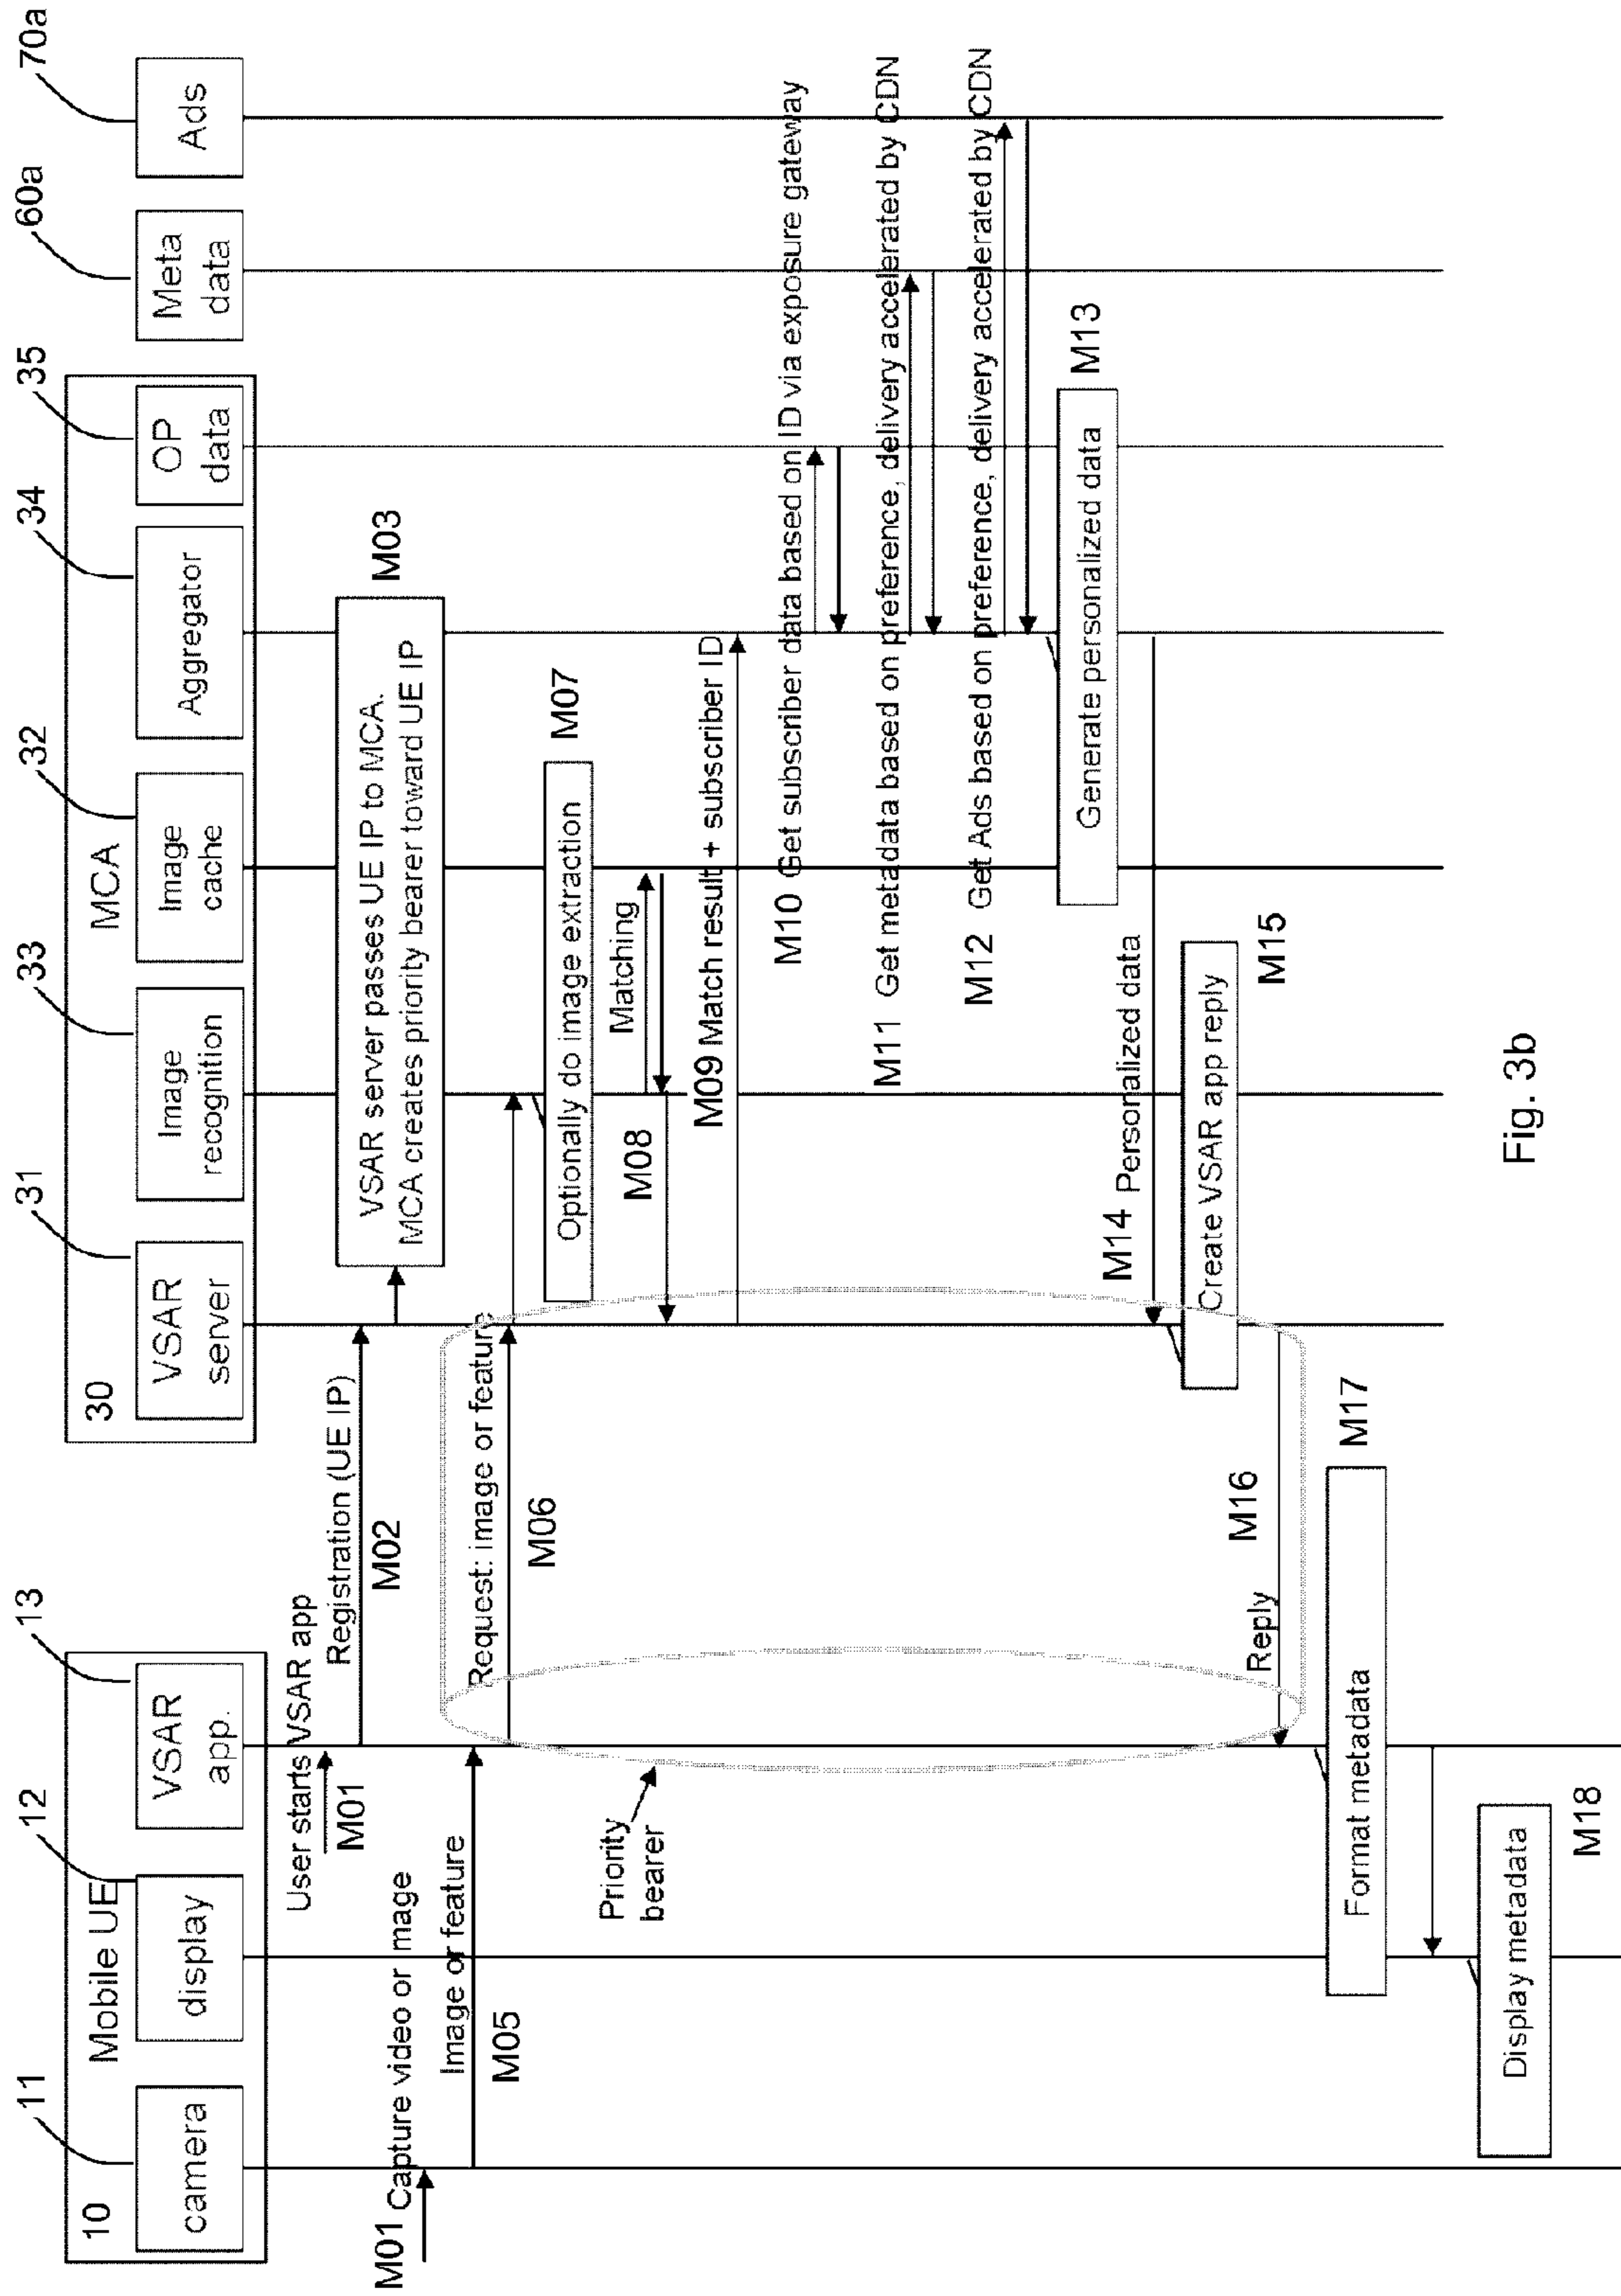 10
Mobile UE
camera
11
display
12
VSAR
app.
13
30
MCA
VSAR
server
31
Image
recognition
33
Image
cache
32
Aggregator
34
OP
data
35
Meta
data
60a
Ads
70a
User starts VSAR app
M01
Registration (UE IP)
M02
VSAR server passes UE IP to MCA.
MCA creates priority bearer toward UE IP
M03
M01 Capture video or mage
Image or feature
M05
Request: image or feature
M06
Optionally do image extraction
M07
Matching
M08
Priority
bearer
M09 Match result + subscriber ID
M10 Get subscriber data based on ID via exposure gateway
M11 Get metadata based on preference, delivery accelerated by CDN
M12 Get Ads based on preference, delivery accelerated by CDN
Generate personalized data
M13
M14 Personalized data
Create VSAR app reply
M15
Reply
M16
Format metadata
M17
Display metadata
M18
Fig. 3b